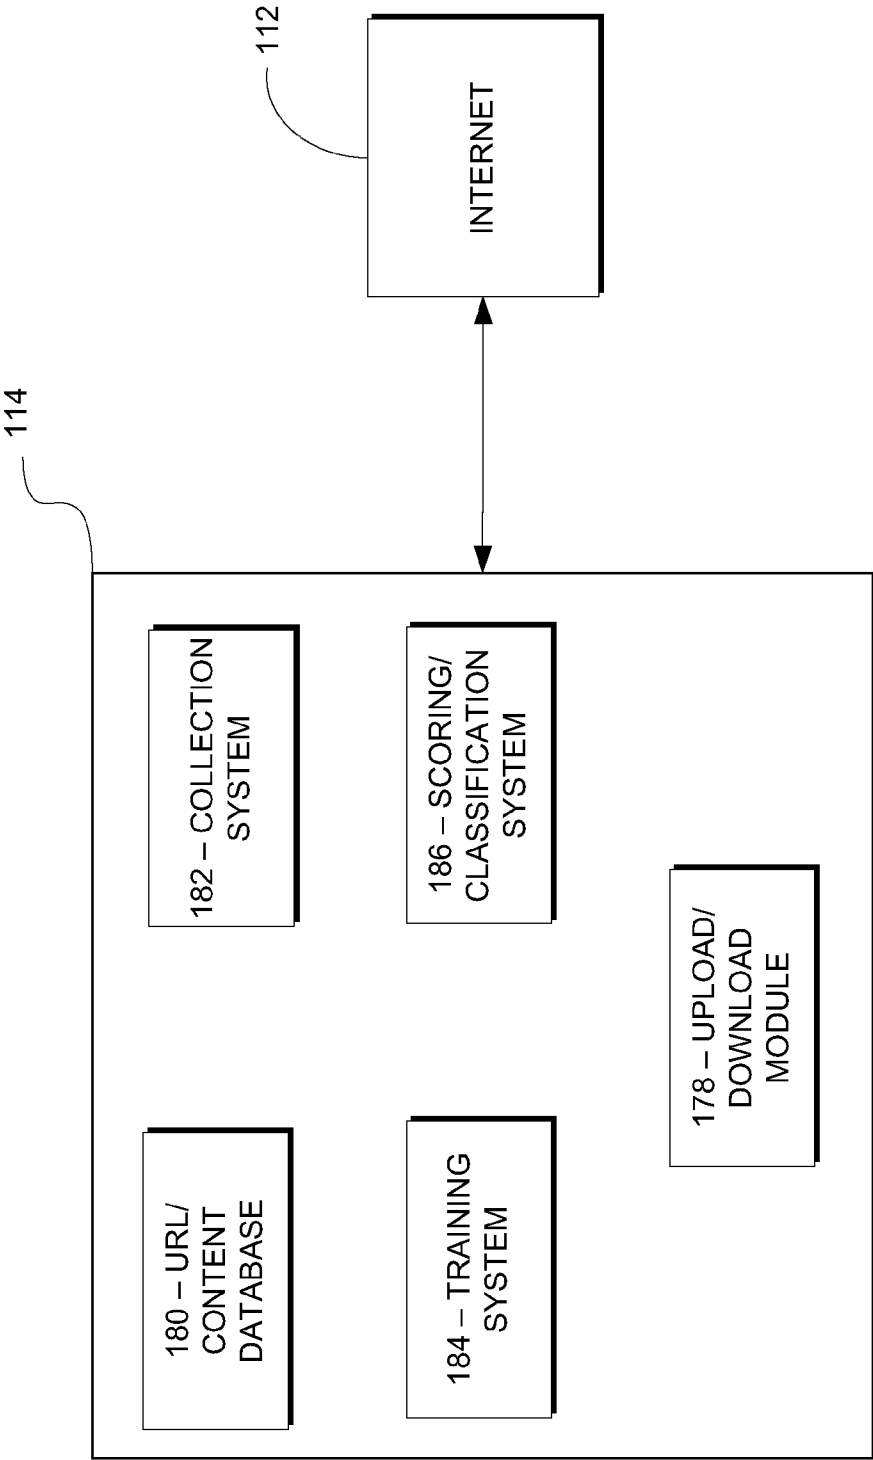 114
112
180 – URL/
CONTENT
DATABASE
182 – COLLECTION
SYSTEM
INTERNET
184 – TRAINING
SYSTEM
186 – SCORING/
CLASSIFICATION
SYSTEM
178 – UPLOAD/
DOWNLOAD
MODULE